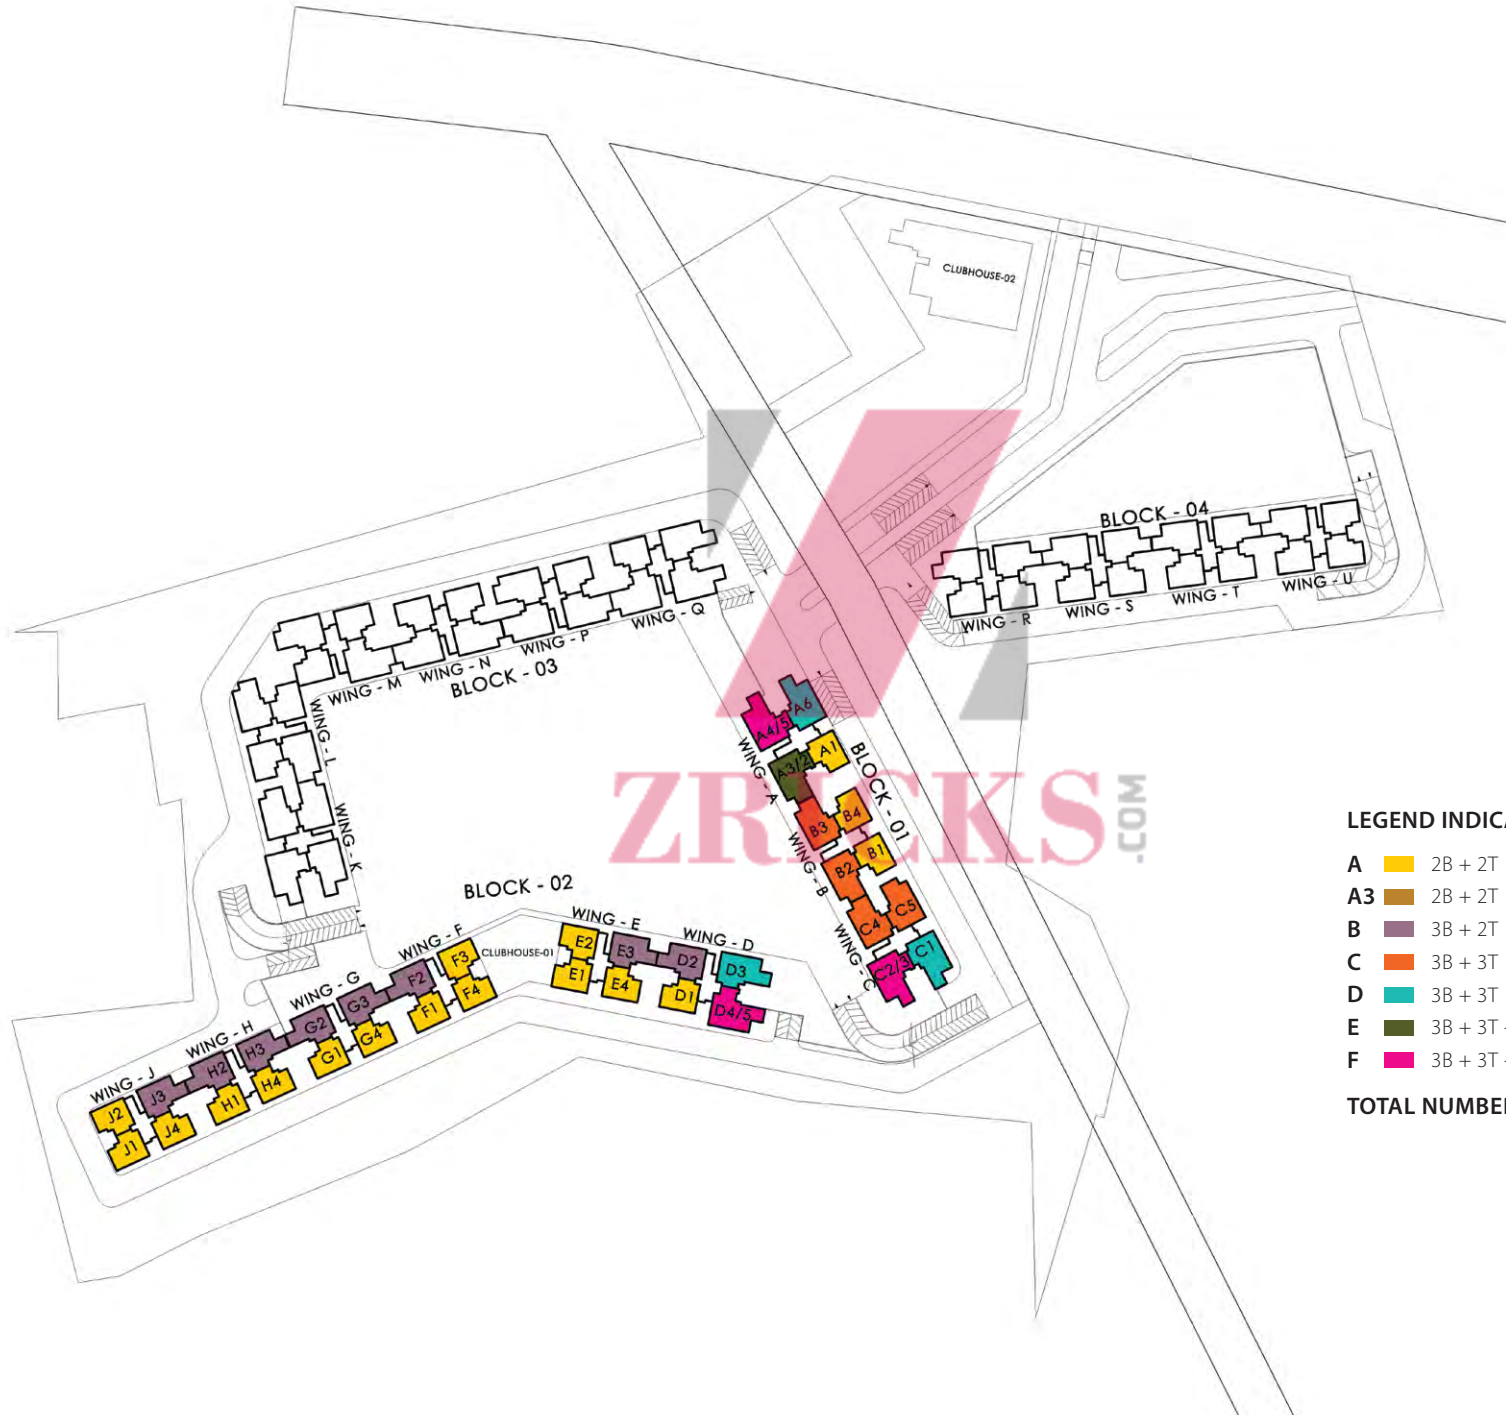 CLUBHOUSE-02
BLOCK - 04
WING - R
WING - S
WING - T
WING - U
WING - Q
WING - P
WING - N
WING - M
BLOCK - 03
WING - L
WING - K
A4/5
A6
A3/2
A1
WING - A
BLOCK - 01
B3
B4
B2
B1
WING - B
C4
C5
C2/3
C1
WING - C
BLOCK - 02
WING - E
WING - D
CLUBHOUSE-01
E2
E3
D2
D3
E1
E4
D1
D4/5
WING - F
F2
F3
F1
F4
WING - G
G2
G3
G1
G4
WING - H
H2
H3
H1
H4
WING - J
J2
J3
J1
J4
ZRICKS
.COM
LEGEND INDICA
A 2B + 2T
A3 2B + 2T
B 3B + 2T
C 3B + 3T
D 3B + 3T
E 3B + 3T
F 3B + 3T
TOTAL NUMBE